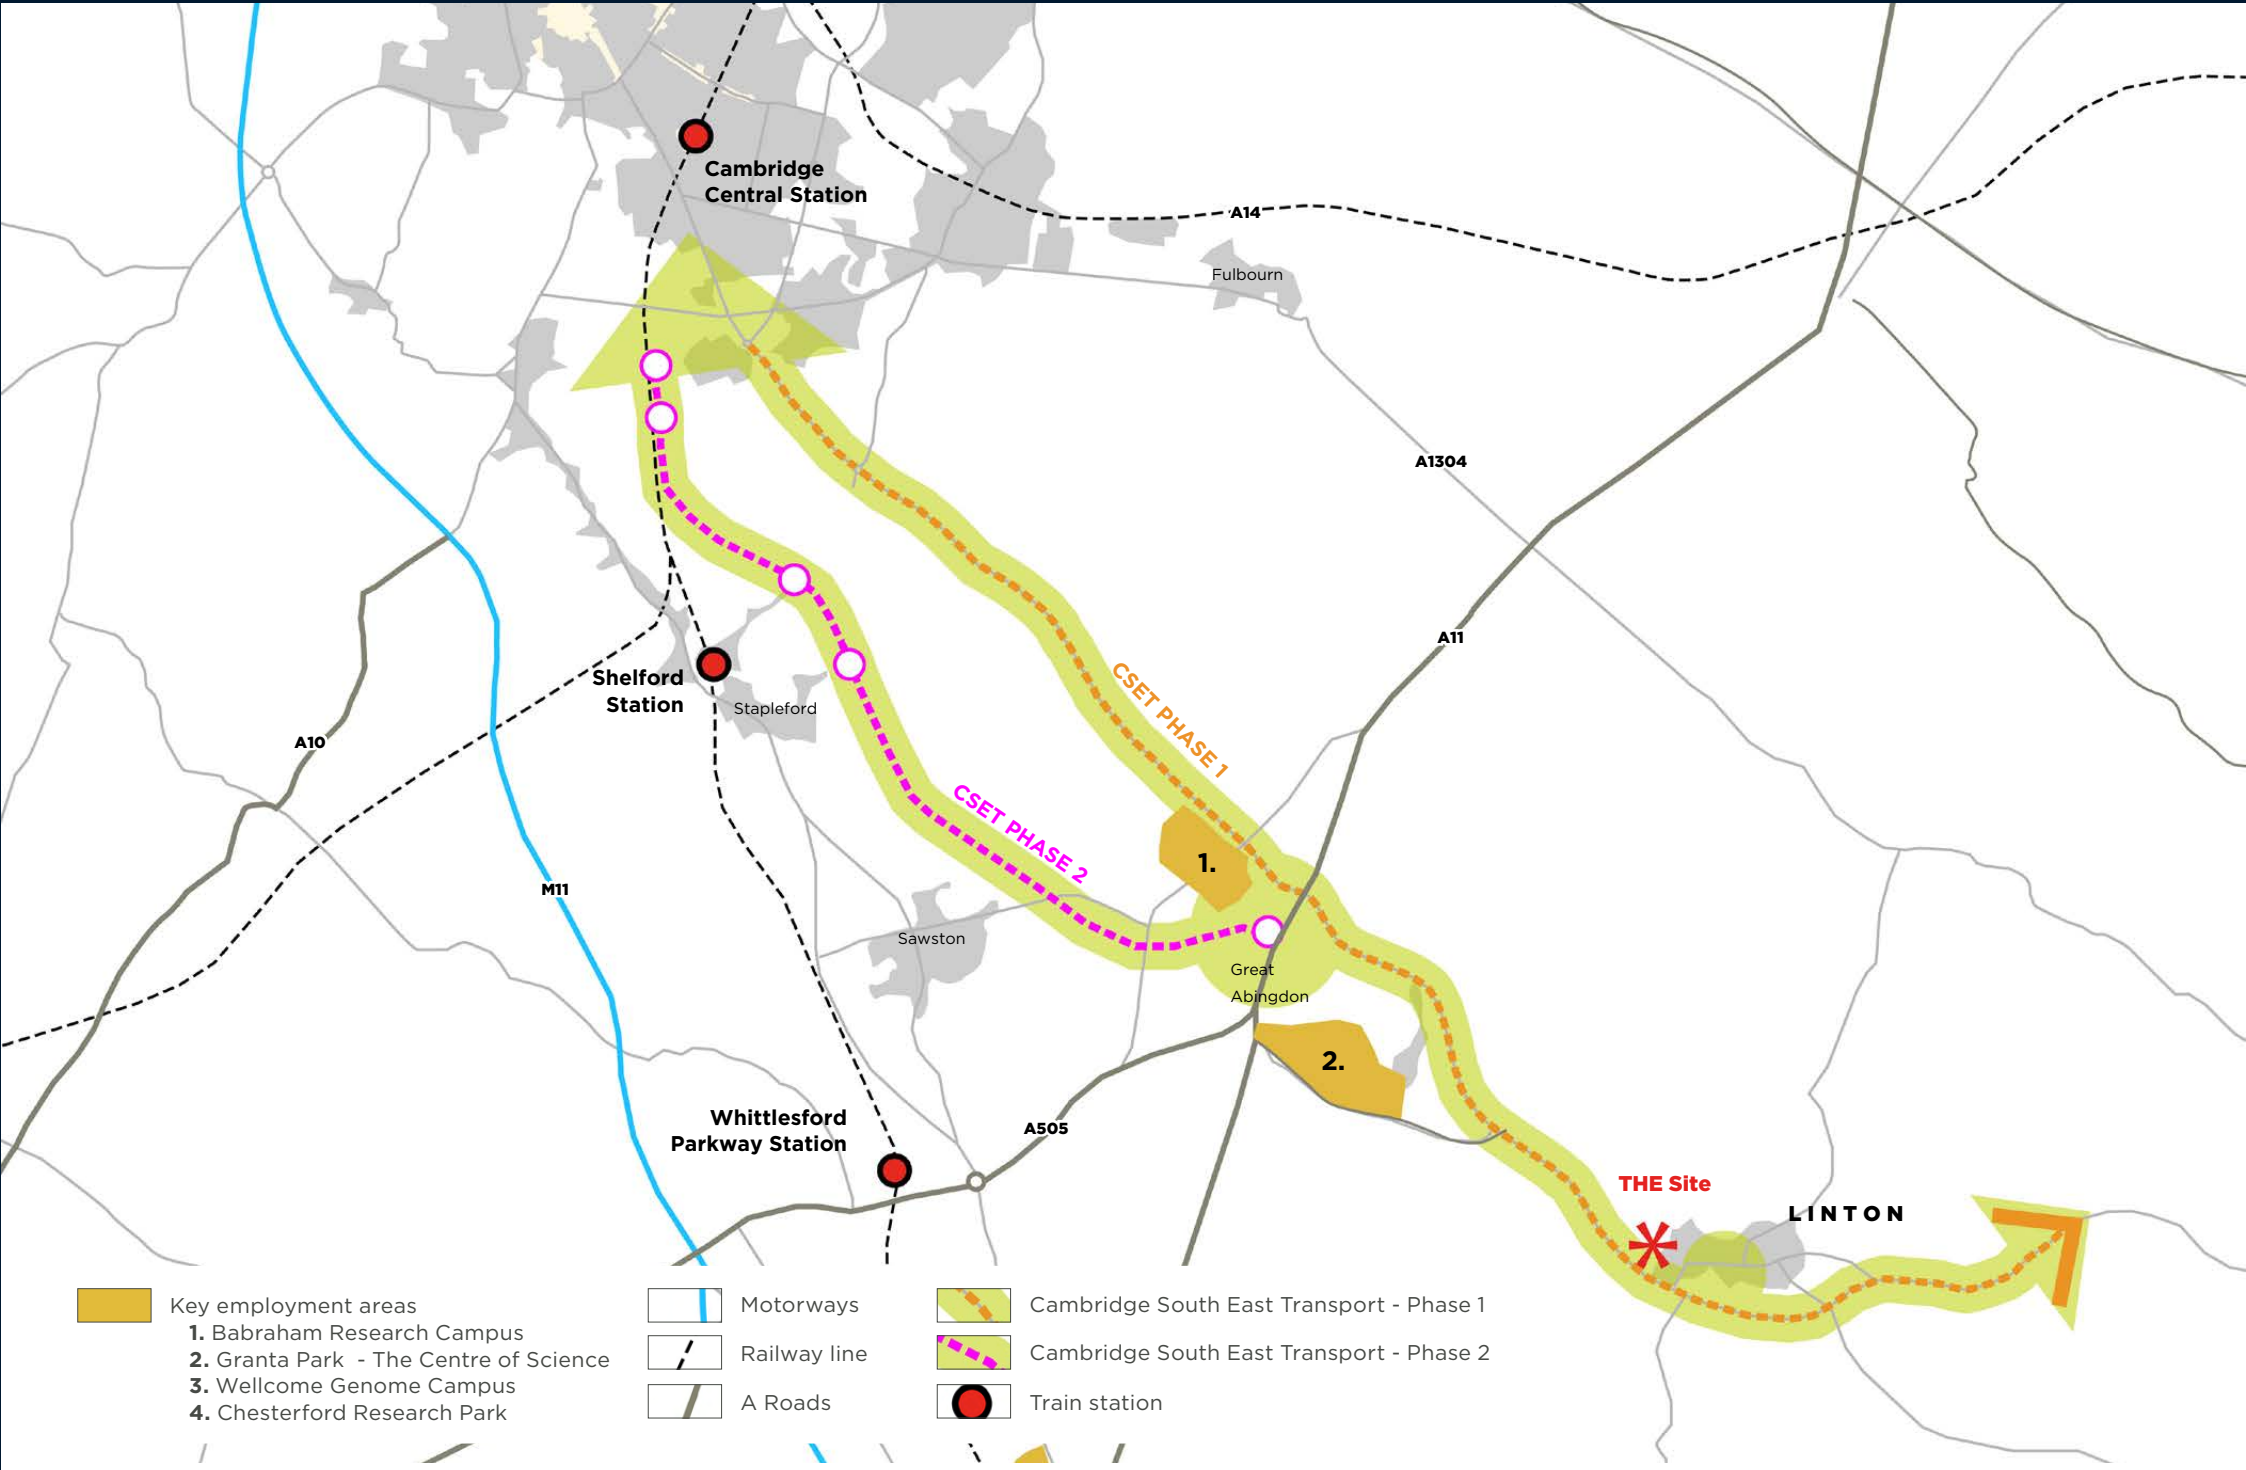 Cambridge
Central Station
A14
Fulbourn
A1304
A11
Shelford
Station
Stapleford
CSET PHASE 1
A10
CSET PHASE 2
1.
M11
Sawston
Great
Abingdon
2.
Whittlesford
Parkway Station
A505
THE Site
LINTON
Key employment areas
1. Babraham Research Campus
2. Granta Park - The Centre of Science
3. Wellcome Genome Campus
4. Chesterford Research Park
Motorways
Railway line
A Roads
Cambridge South East Transport - Phase 1
Cambridge South East Transport - Phase 2
Train station